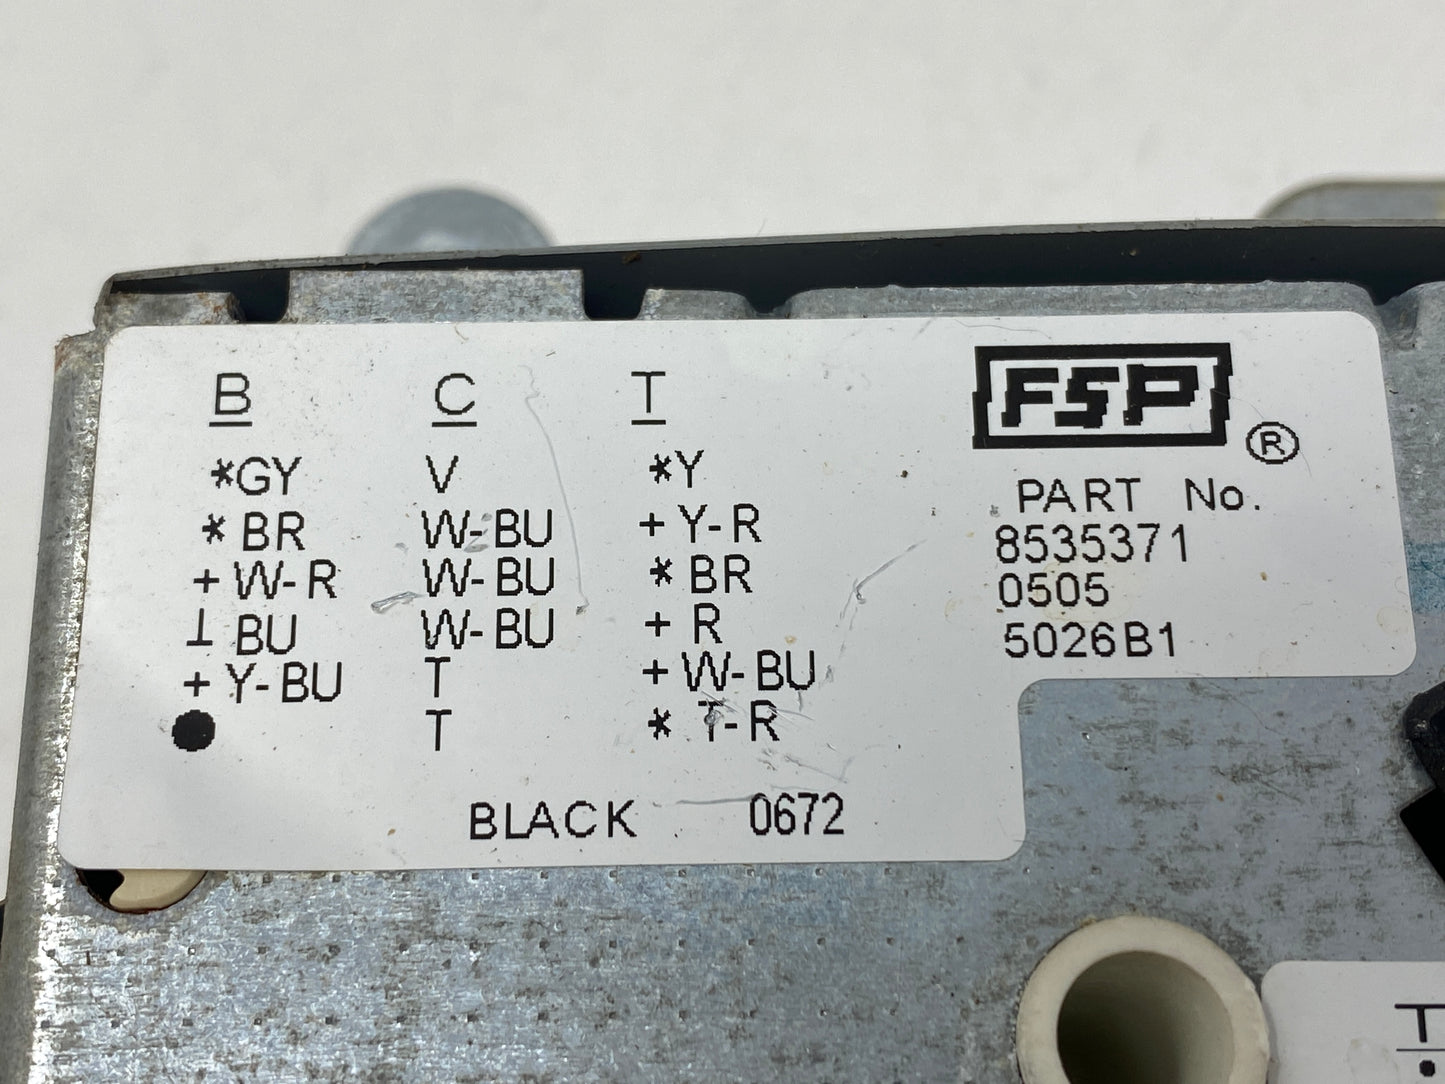 B C T
*GY V *Y
* BR W-BU + Y-R
+ W-R W-BU * BR
⊥ BU W-BU + R
+ Y-BU T + W-BU
● T * T-R
BLACK 0672
FSP ®
PART No.
8535371
0505
5026B1
T